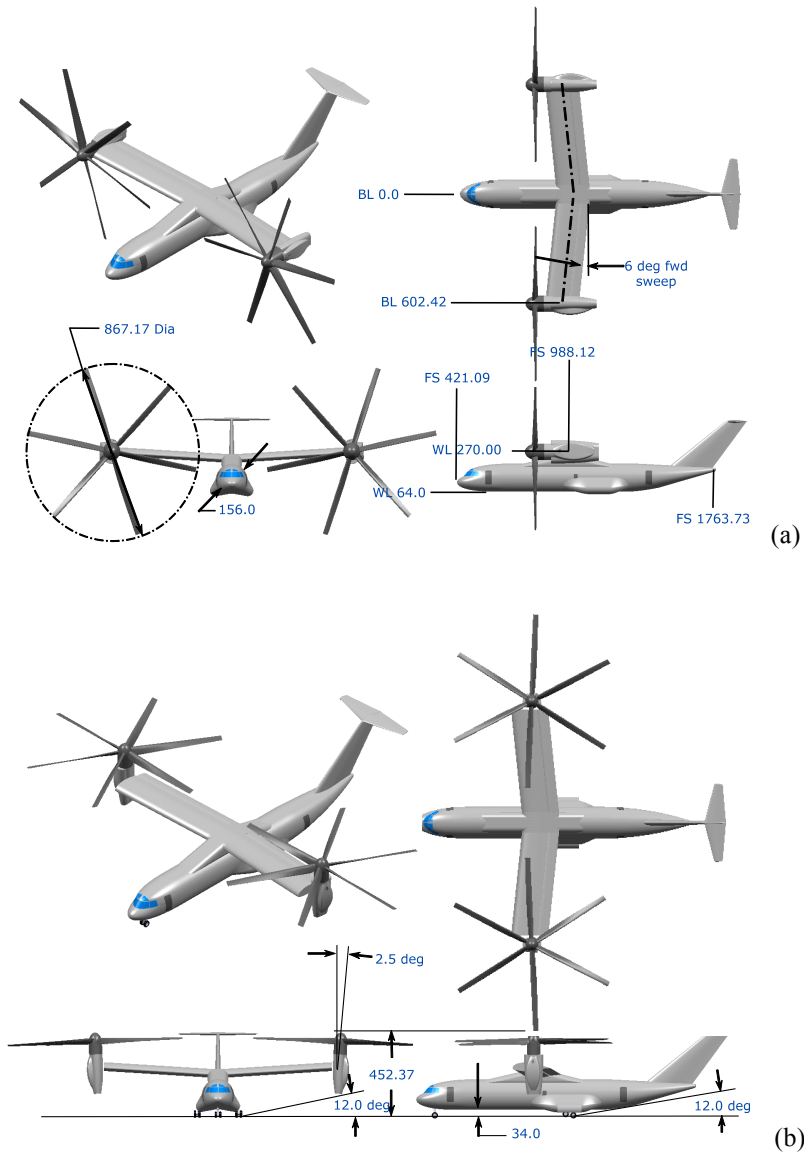 BL 0.0
6 deg fwd
sweep
BL 602.42
867.17 Dia
FS 988.12
FS 421.09
WL 270.00
WL 64.0
156.0
FS 1763.73
(a)
2.5 deg
452.37
12.0 deg
12.0 deg
34.0
(b)